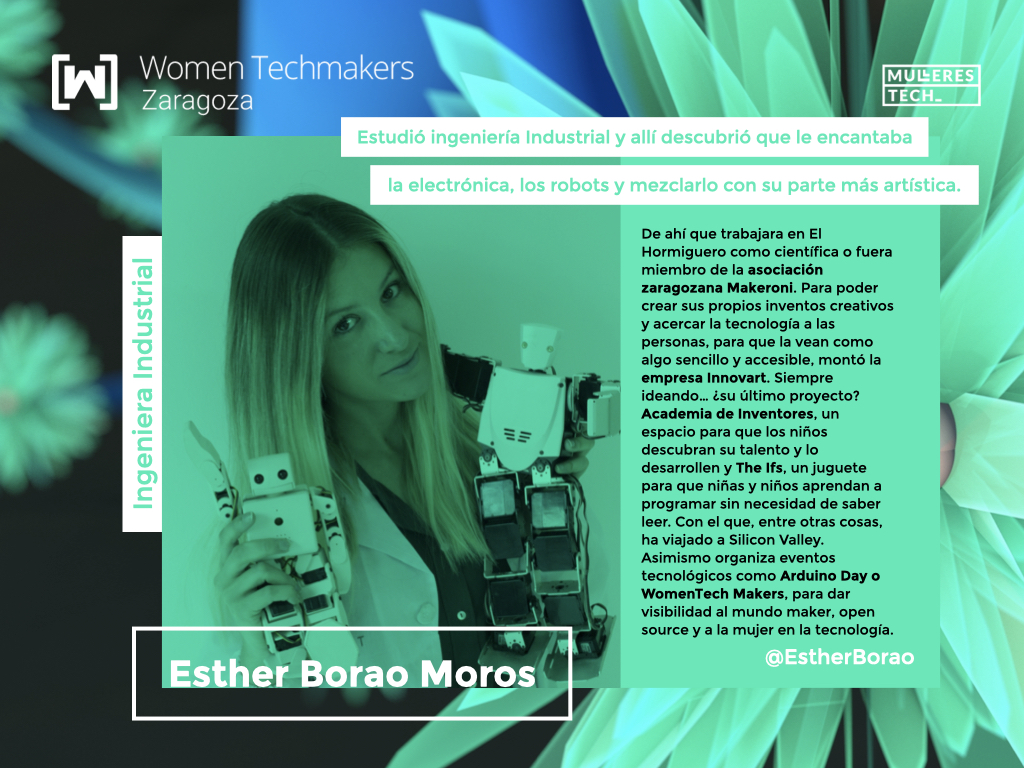 [W] Women Techmakers
Zaragoza
MULLERES
TECH_
Estudió ingeniería Industrial y allí descubrió que le encantaba
la electrónica, los robots y mezclarlo con su parte más artística.
Ingeniera Industrial
De ahí que trabajara en El
Hormiguero como científica o fuera
miembro de la asociación
zaragozana Makeroni. Para poder
crear sus propios inventos creativos
y acercar la tecnología a las
personas, para que la vean como
algo sencillo y accesible, montó la
empresa Innovart. Siempre
ideando... ¿su último proyecto?
Academia de Inventores, un
espacio para que los niños
descubran su talento y lo
desarrollen y The Ifs, un juguete
para que niñas y niños aprendan a
programar sin necesidad de saber
leer. Con el que, entre otras cosas,
ha viajado a Silicon Valley.
Asimismo organiza eventos
tecnológicos como Arduino Day o
WomenTech Makers, para dar
visibilidad al mundo maker, open
source y a la mujer en la tecnología.
@EstherBorao
Esther Borao Moros